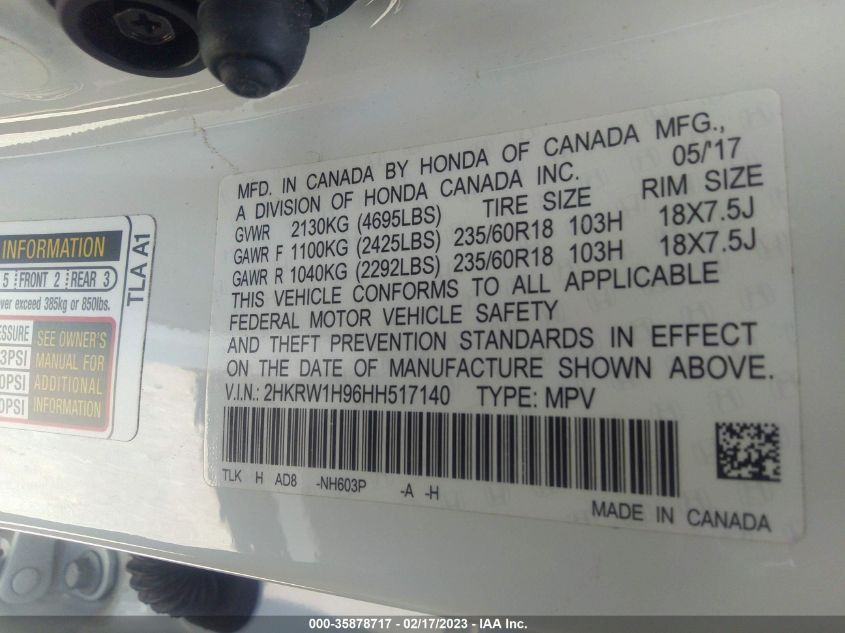 MFD. IN CANADA BY HONDA OF CANADA MFG.,
A DIVISION OF HONDA CANADA INC. 05/'17
GVWR 2130KG (4695LBS) TIRE SIZE RIM SIZE
GAWR F 1100KG (2425LBS) 235/60R18 103H 18X7.5J
GAWR R 1040KG (2292LBS) 235/60R18 103H 18X7.5J
THIS VEHICLE CONFORMS TO ALL APPLICABLE
FEDERAL MOTOR VEHICLE SAFETY
AND THEFT PREVENTION STANDARDS IN EFFECT
ON THE DATE OF MANUFACTURE SHOWN ABOVE.
V.I.N.: 2HKRW1H96HH517140 TYPE: MPV
TLK H AD8 -NH603P -A -H
MADE IN CANADA
INFORMATION
5 FRONT 2 REAR 3
exceed 385kg or 850lbs.
TLA A1
SEE OWNER'S
MANUAL FOR
ADDITIONAL
INFORMATION
000-35878717 - 02/17/2023 - IAA Inc.